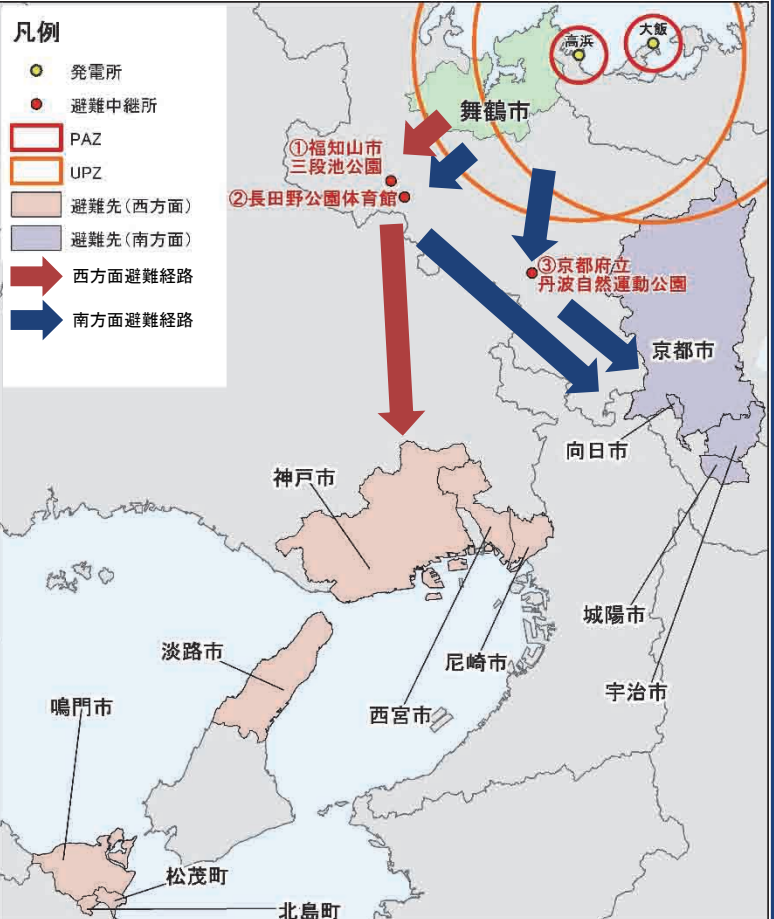 凡例
発電所
避難中継所
PAZ
UPZ
避難先(西方面)
避難先(南方面)
西方面避難経路
南方面避難経路
高浜
大飯
舞鶴市
①福知山市
三段池公園
②長田野公園体育館
③京都府立
丹波自然運動公園
京都市
向日市
神戸市
城陽市
淡路市
尼崎市
宇治市
鳴門市
西宮市
松茂町
北島町